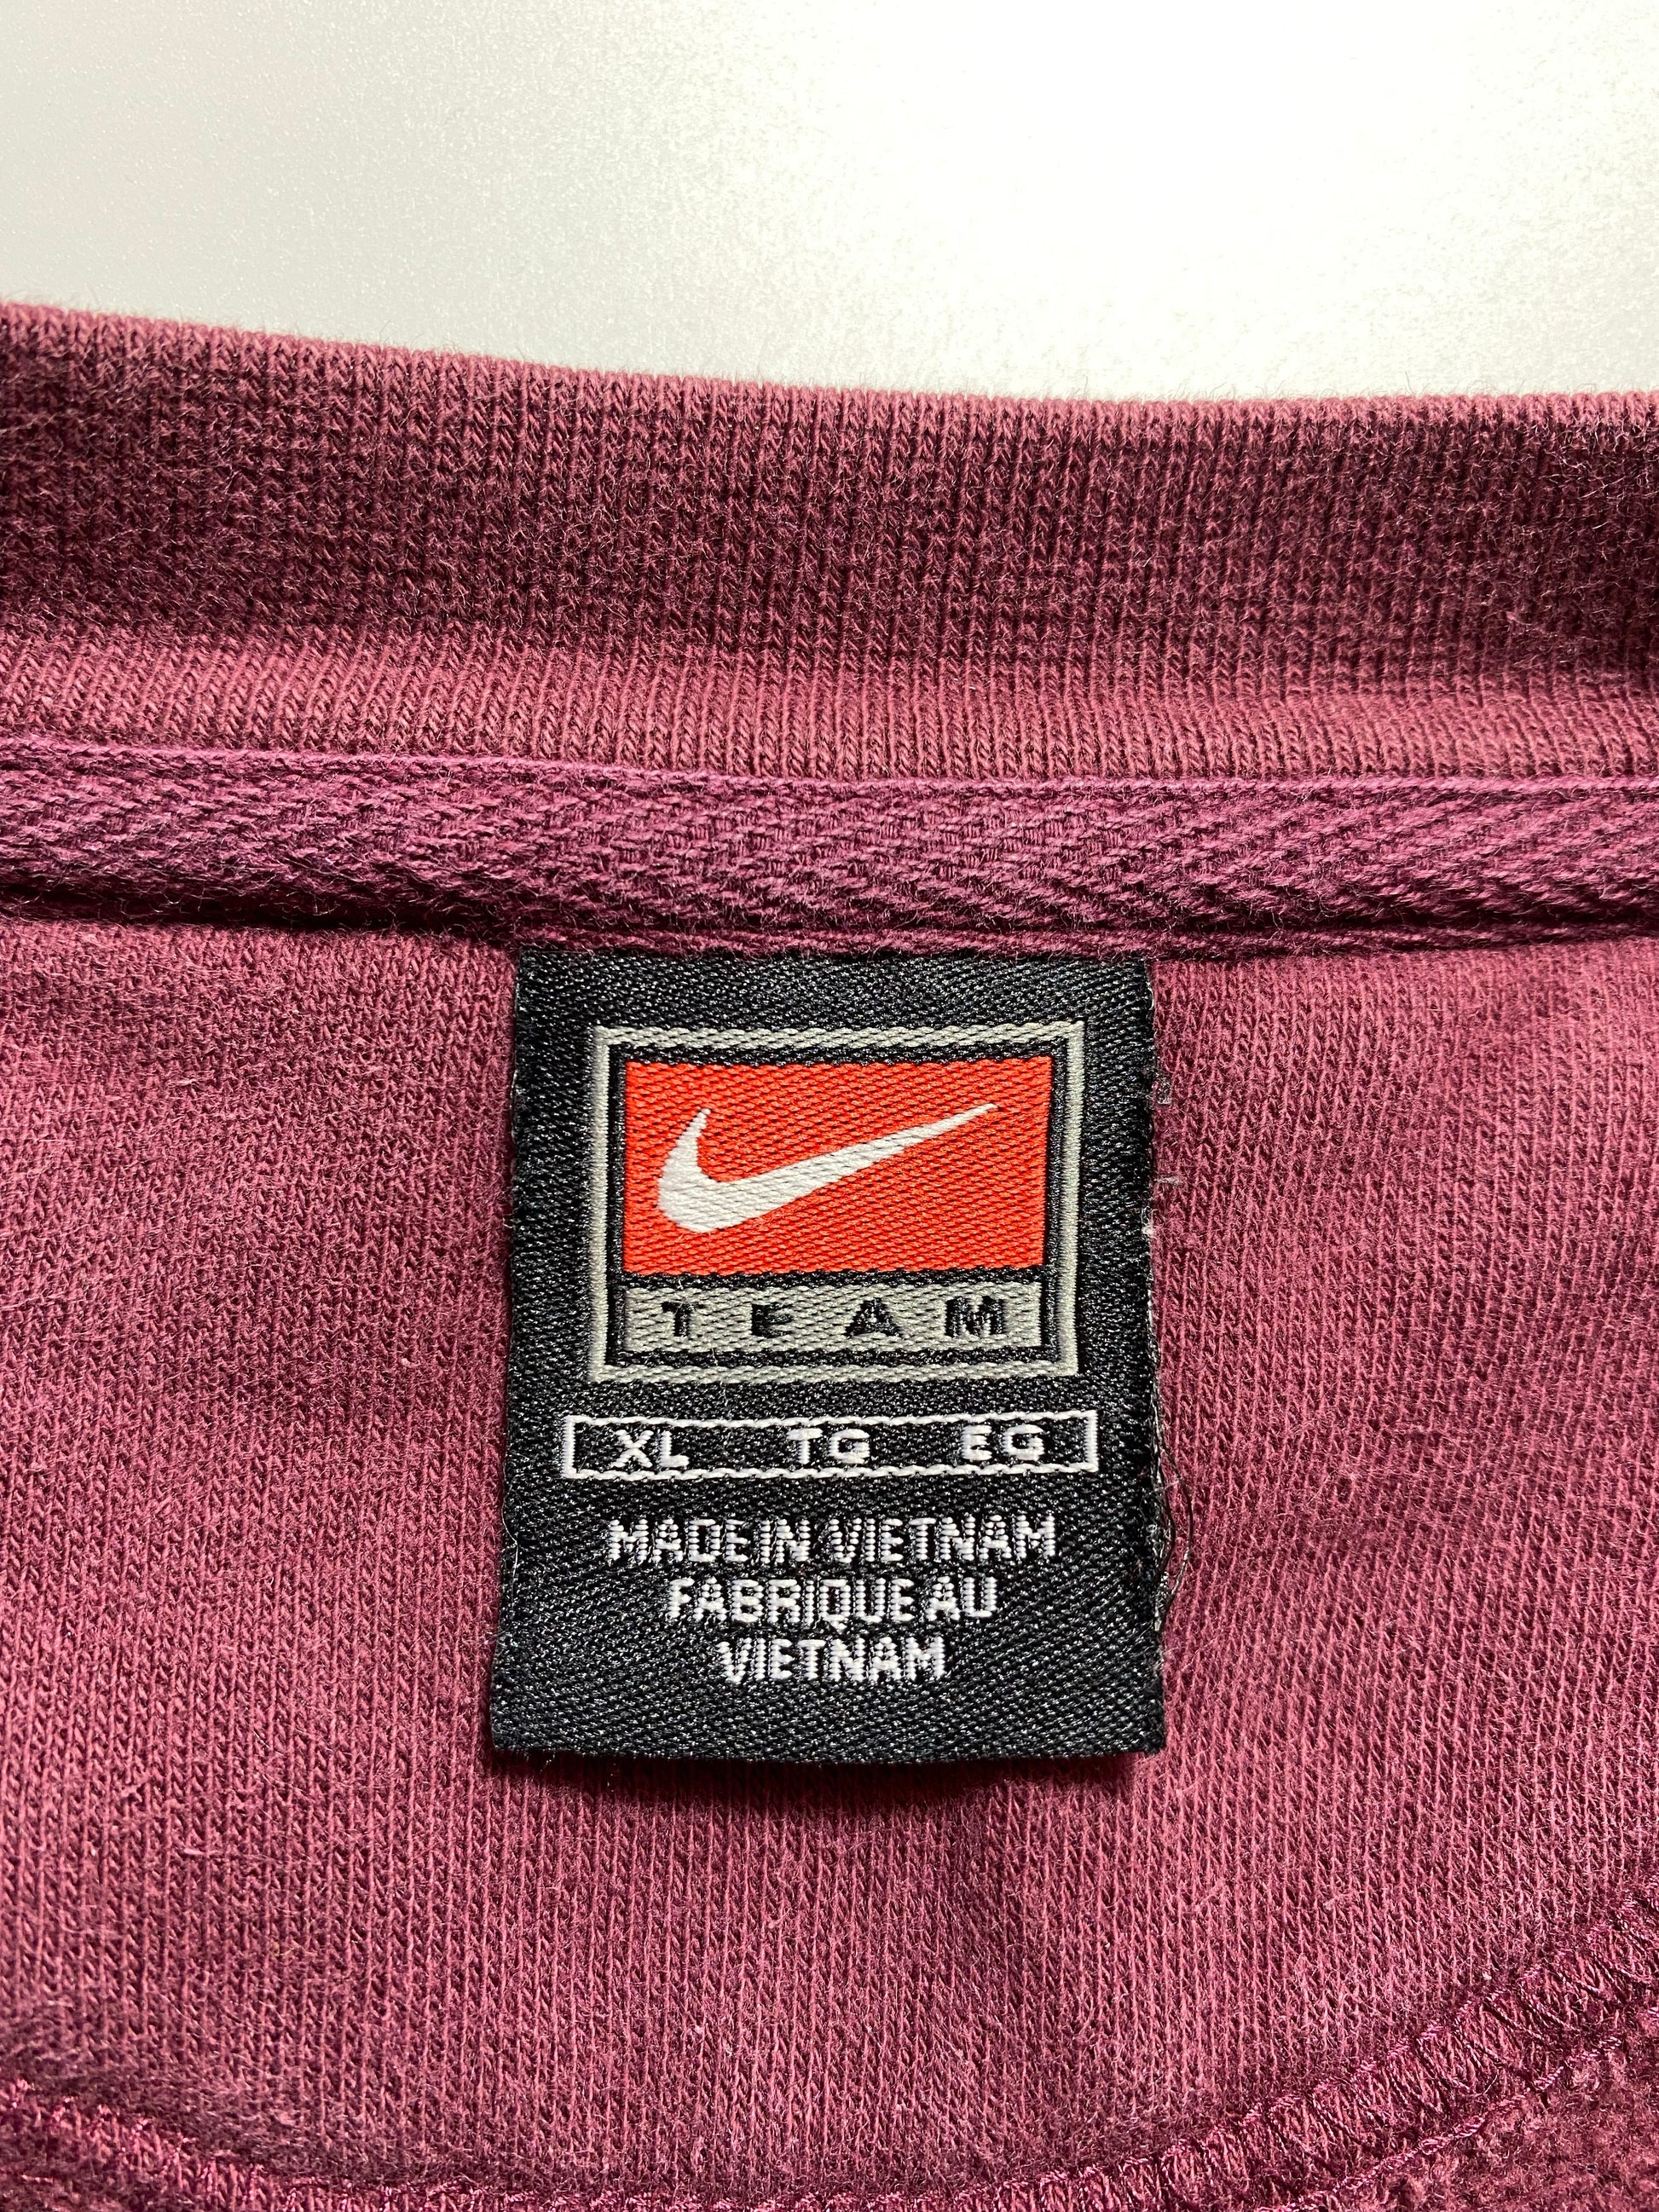 TEAM
XL TG EG
MADE IN VIETNAM
FABRIQUE AU
VIETNAM